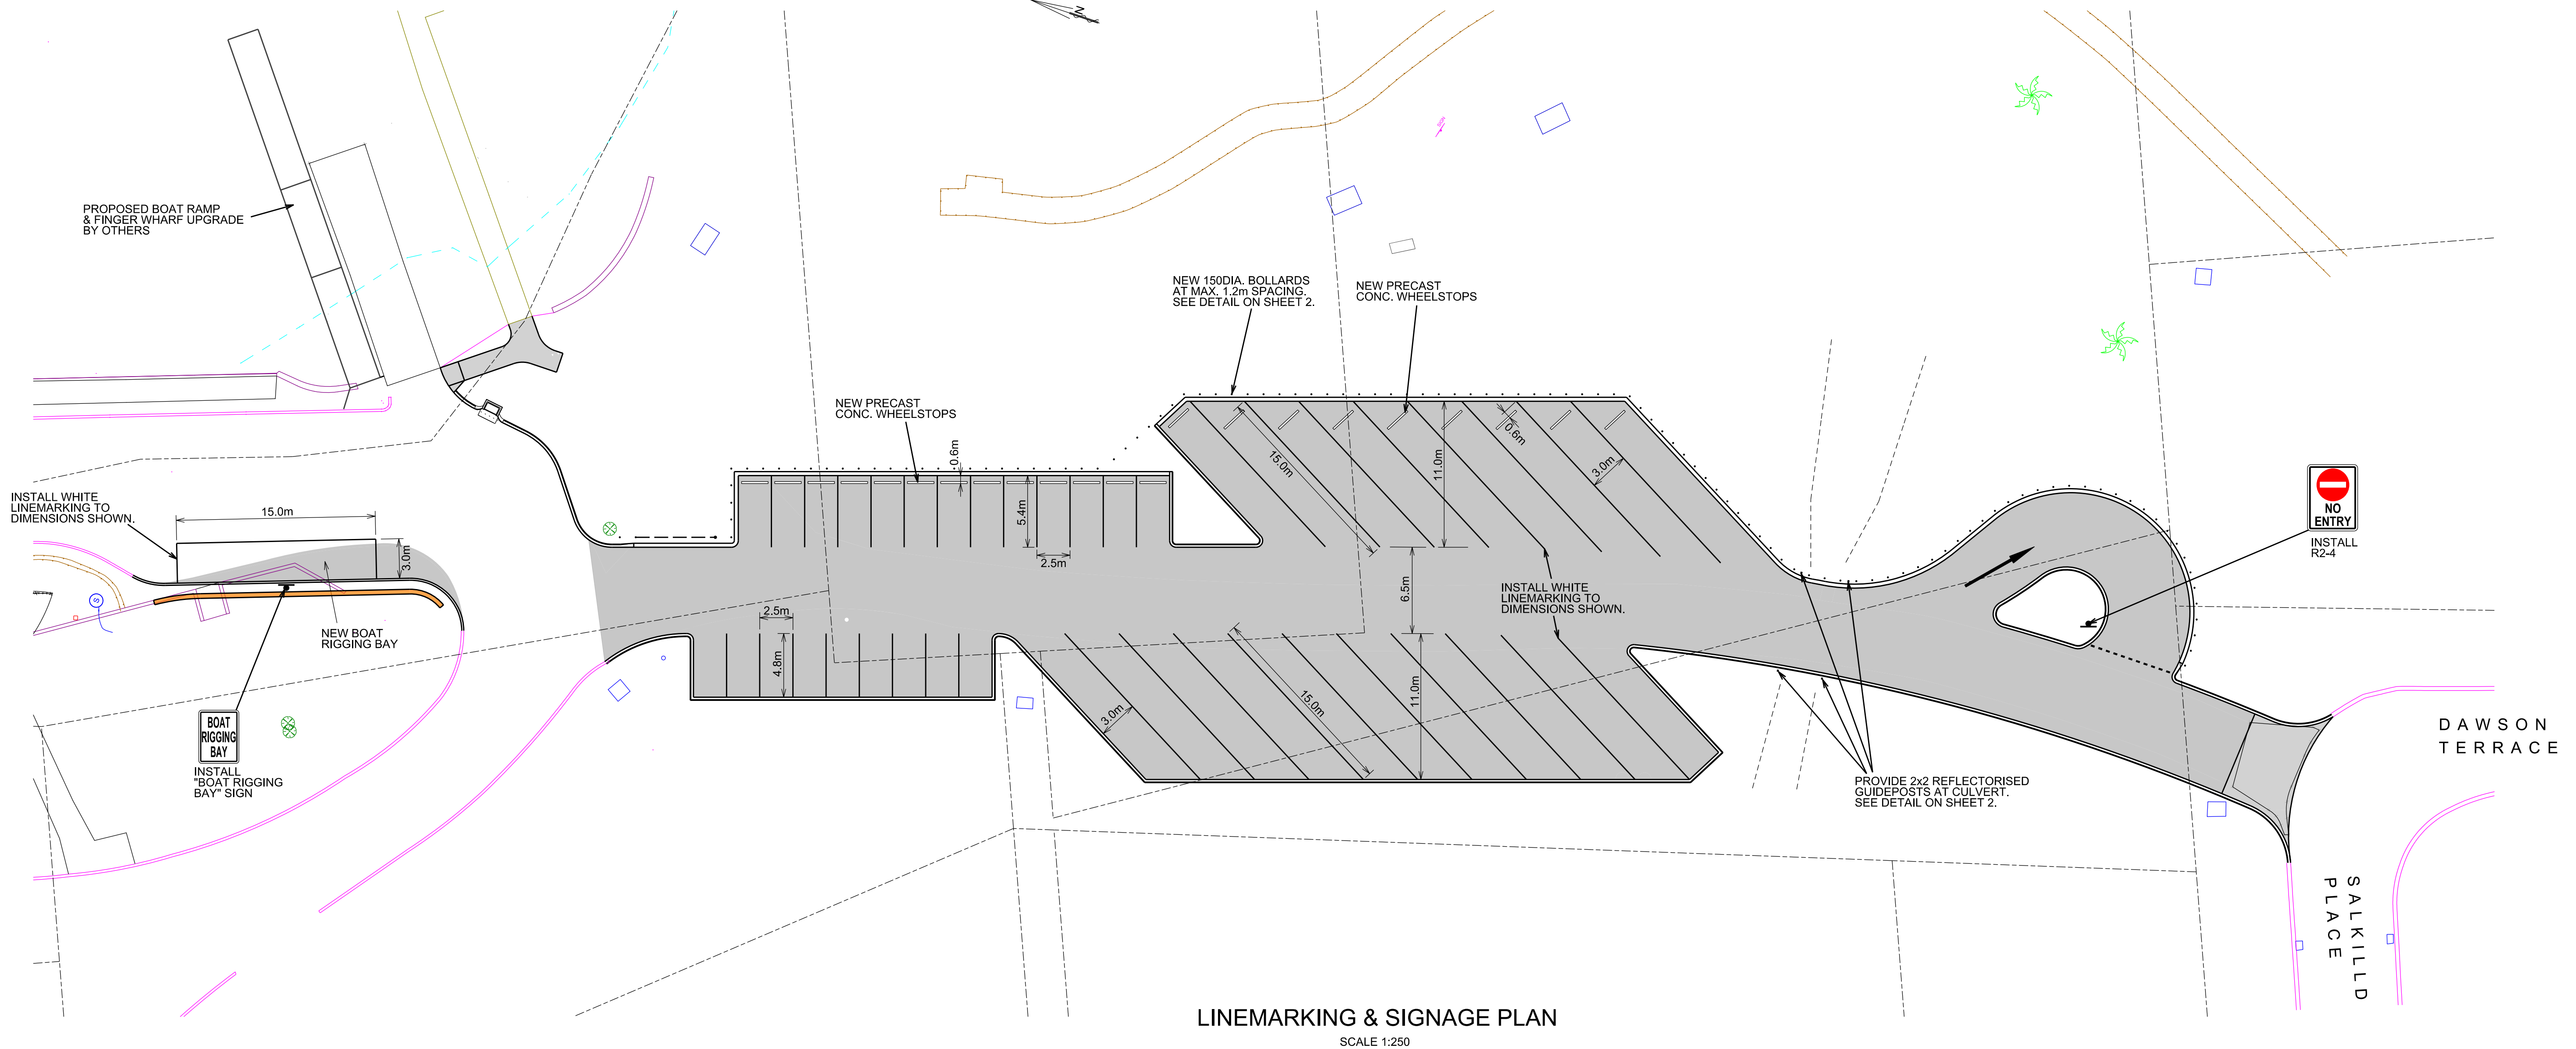 N
PROPOSED BOAT RAMP
& FINGER WHARF UPGRADE
BY OTHERS
NEW 150DIA. BOLLARDS
AT MAX. 1.2m SPACING.
SEE DETAIL ON SHEET 2.
NEW PRECAST
CONC. WHEELSTOPS
NEW PRECAST
CONC. WHEELSTOPS
INSTALL WHITE
LINEMARKING TO
DIMENSIONS SHOWN.
15.0m
3.0m
0.6m
5.4m
2.5m
15.0m
11.0m
0.6m
3.0m
NO
ENTRY
INSTALL
R2-4
S
NEW BOAT
RIGGING BAY
2.5m
4.8m
6.5m
INSTALL WHITE
LINEMARKING TO
DIMENSIONS SHOWN.
3.0m
15.0m
11.0m
BOAT
RIGGING
BAY
INSTALL
"BOAT RIGGING
BAY" SIGN
PROVIDE 2x2 REFLECTORISED
GUIDEPOSTS AT CULVERT.
SEE DETAIL ON SHEET 2.
DAWSON
TERRACE
SALKILLD
PLACE
LINEMARKING & SIGNAGE PLAN
SCALE 1:250